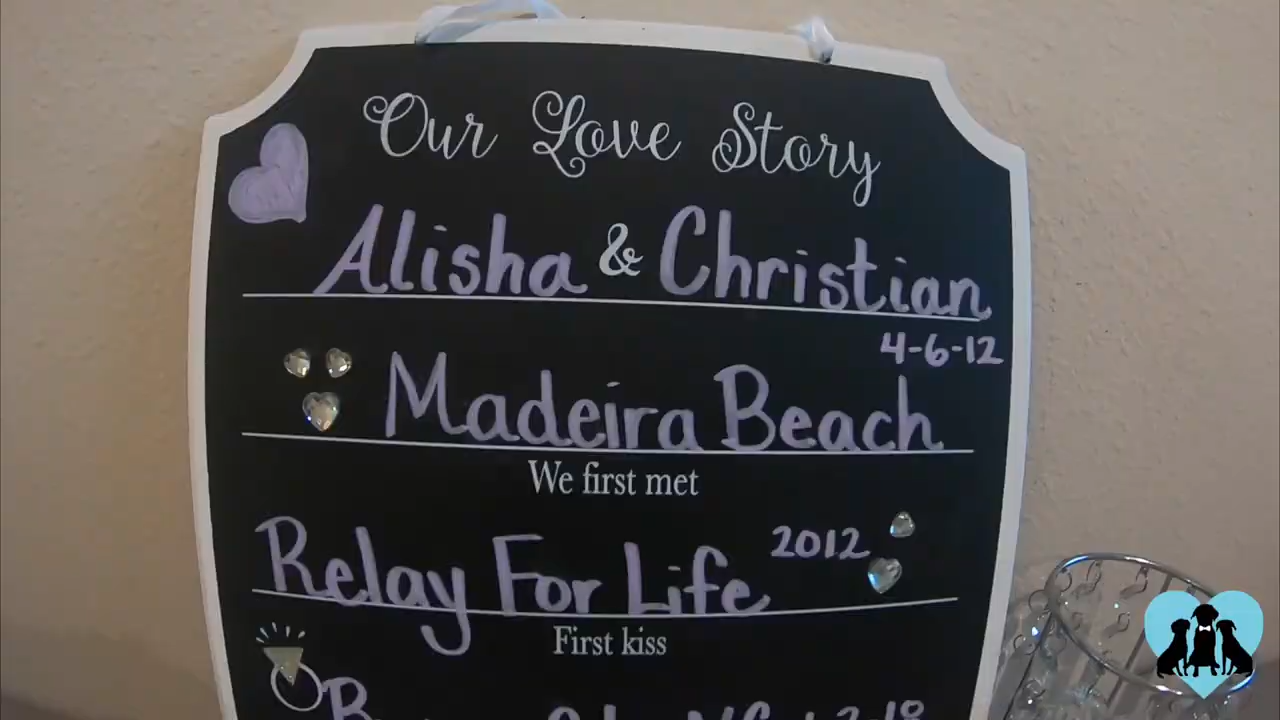 Our Love Story
Alisha & Christian
4-6-12
Madeira Beach
We first met
Relay For Life 2012
First kiss